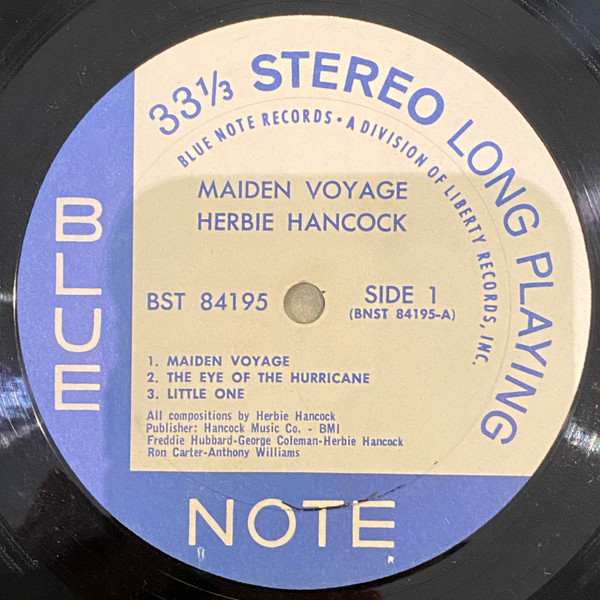 33⅓ STEREO LONG PLAYING
BLUE NOTE RECORDS • A DIVISION OF LIBERTY RECORDS, INC.
MAIDEN VOYAGE
HERBIE HANCOCK
BST 84195
SIDE 1
(BNST 84195-A)
1. MAIDEN VOYAGE
2. THE EYE OF THE HURRICANE
3. LITTLE ONE
All compositions by Herbie Hancock
Publisher: Hancock Music Co. - BMI
Freddie Hubbard-George Coleman-Herbie Hancock
Ron Carter-Anthony Williams
BLUE
NOTE
R